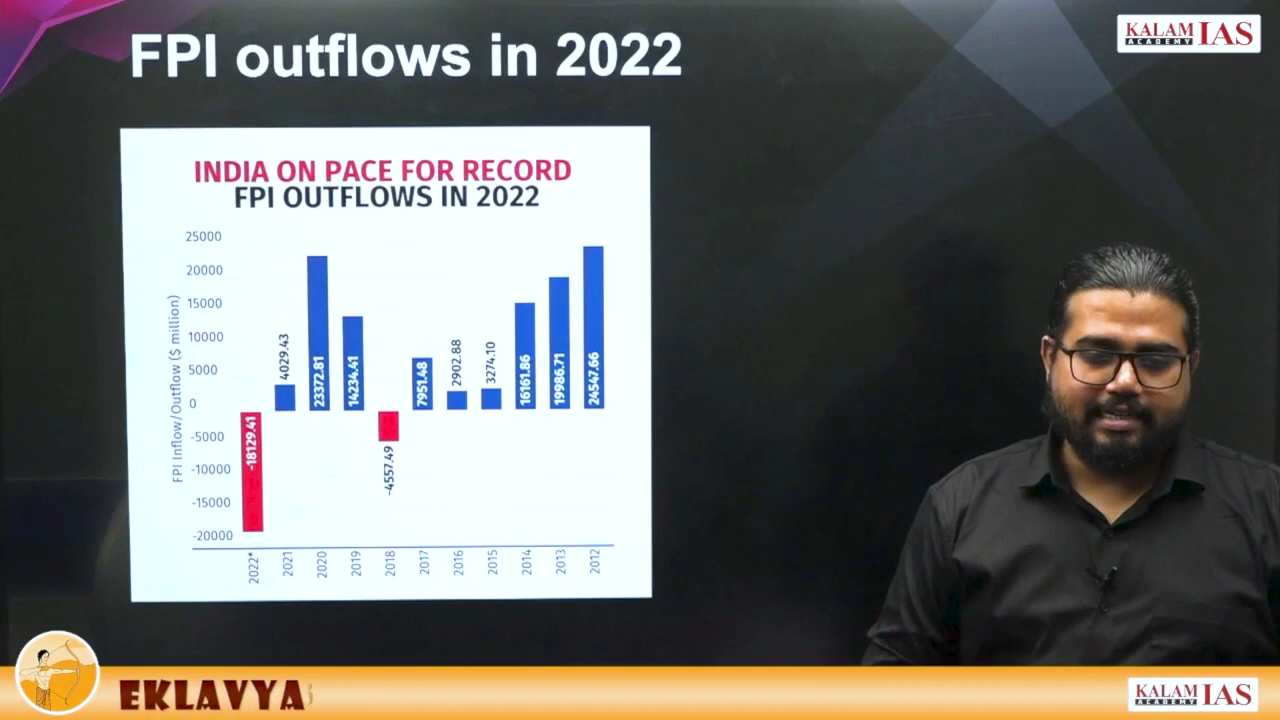 FPI outflows in 2022
KALAM
ACADEMY
IAS
INDIA ON PACE FOR RECORD
FPI OUTFLOWS IN 2022
FPI Inflow/Outflow ($ million)
25000
20000
15000
10000
5000
0
-5000
-10000
-15000
-20000
-18129.41
4029.43
23372.81
14234.41
-4557.49
7951.48
2902.88
3274.10
16161.86
19986.71
24547.66
2022*
2021
2020
2019
2018
2017
2016
2015
2014
2013
2012
EKLAVYA
KALAM
ACADEMY
IAS